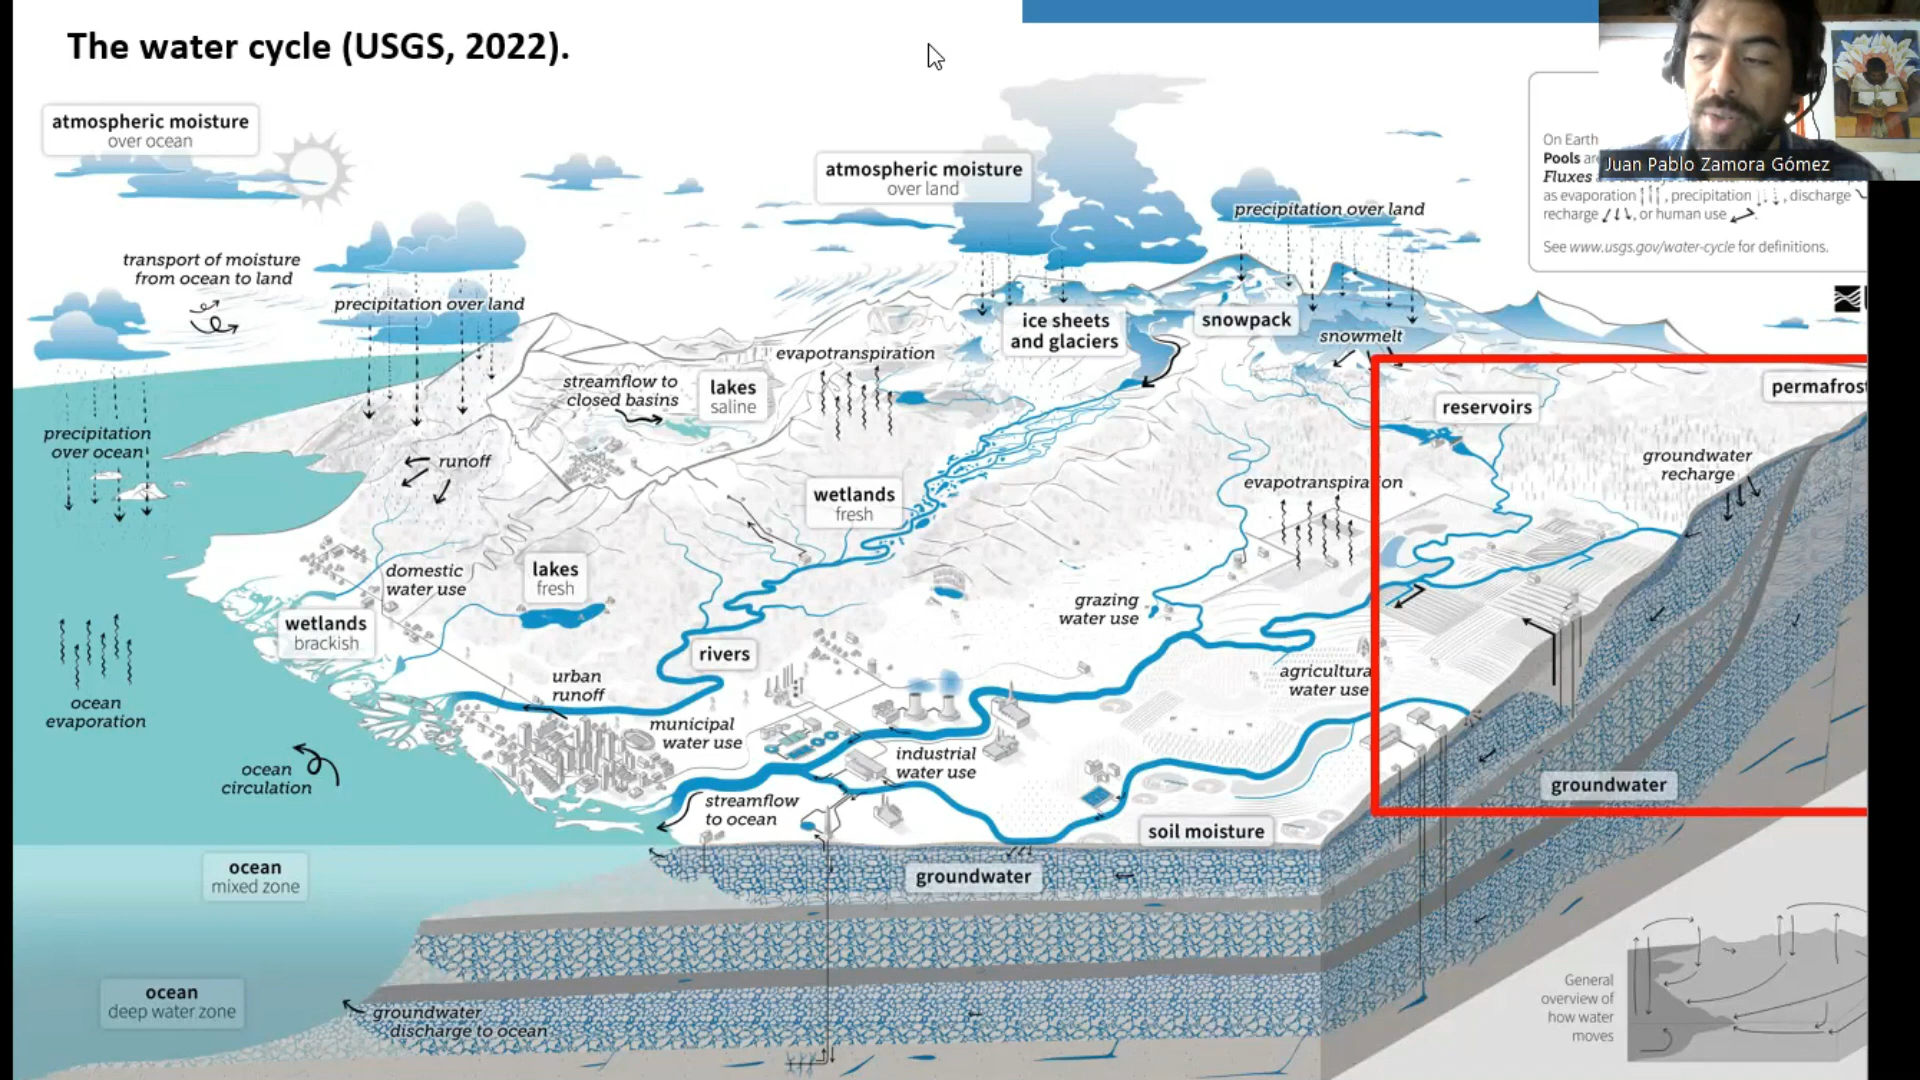 The water cycle (USGS, 2022).
atmospheric moisture
over ocean
atmospheric moisture
over land
precipitation over land
On Earth
Pools are
Fluxes
as evaporation , precipitation , discharge
recharge , or human use .
See www.usgs.gov/water-cycle for definitions.
Juan Pablo Zamora Gómez
transport of moisture
from ocean to land
precipitation over land
ice sheets
and glaciers
snowpack
snowmelt
evapotranspiration
streamflow to
closed basins
lakes
saline
permafrost
reservoirs
precipitation
over ocean
runoff
groundwater
recharge
wetlands
fresh
evapotranspiration
domestic
water use
lakes
fresh
grazing
water use
wetlands
brackish
rivers
urban
runoff
agricultura
water use
ocean
evaporation
municipal
water use
industrial
water use
ocean
circulation
groundwater
streamflow
to ocean
soil moisture
ocean
mixed zone
groundwater
ocean
deep water zone
groundwater
discharge to ocean
General
overview of
how water
moves